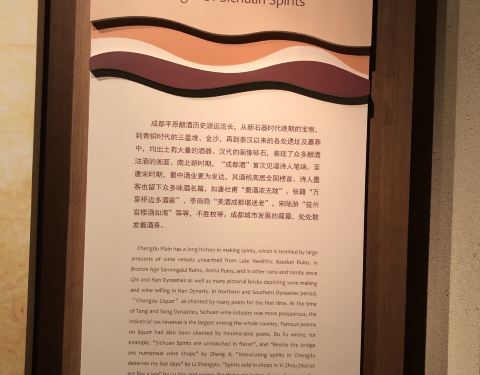 Sichuan Spirits
成都平原酿酒历史源远流长，从新石器时代晚期的宝墩，
到青铜时代的三星堆、金沙，再到秦汉以来的各处遗址及墓葬
中，均出土有大量的酒器。汉代的画像砖石，表现了众多酿酒
沽酒的画面。南北朝时期，“成都酒”首次见诸诗人笔端。至
唐宋时期，蜀中酒业更为发达，其酒税高居全国榜首。诗人墨
客也留下众多咏酒名篇，如唐杜甫“蜀酒浓无敌”、张籍“万
里桥边多酒家”、李商隐“美酒成都堪送老”、宋陆游“益州
官楼酒如海”等等，不胜枚举。成都城市发展的篇章，处处散
发着酒香。
Chengdu Plain has a long history in making spirits, which is testified by large
amounts of wine vessels unearthed from Late Neolithic Baodun Ruins, in
Bronze Age Sanxingdui Ruins, Jinsha Ruins, and in other ruins and tombs since
Qin and Han Dynasties as well as many pictorial bricks depicting wine making
and wine selling in Han Dynasty. In Northern and Southern Dynasties period,
“Chengdu Liquor” as chanted by many poets for the first time. At the time
of Tang and Song Dynasties, Sichuan wine industry was more prosperous, the
industrial tax revenue is the largest among the whole country. Famous poems
on liquor had also been chanted by innumerable poets, Du Fu wrote, for
example, "Sichuan Spirits are unmatched in flavor", and "Beside the bridge
are numerous wine shops" by Zhang Ji, "Intoxicating spirits in Chengdu
deserves my last days" by Li Shangyin, "Spirits sold in shops in Yi Zhou District